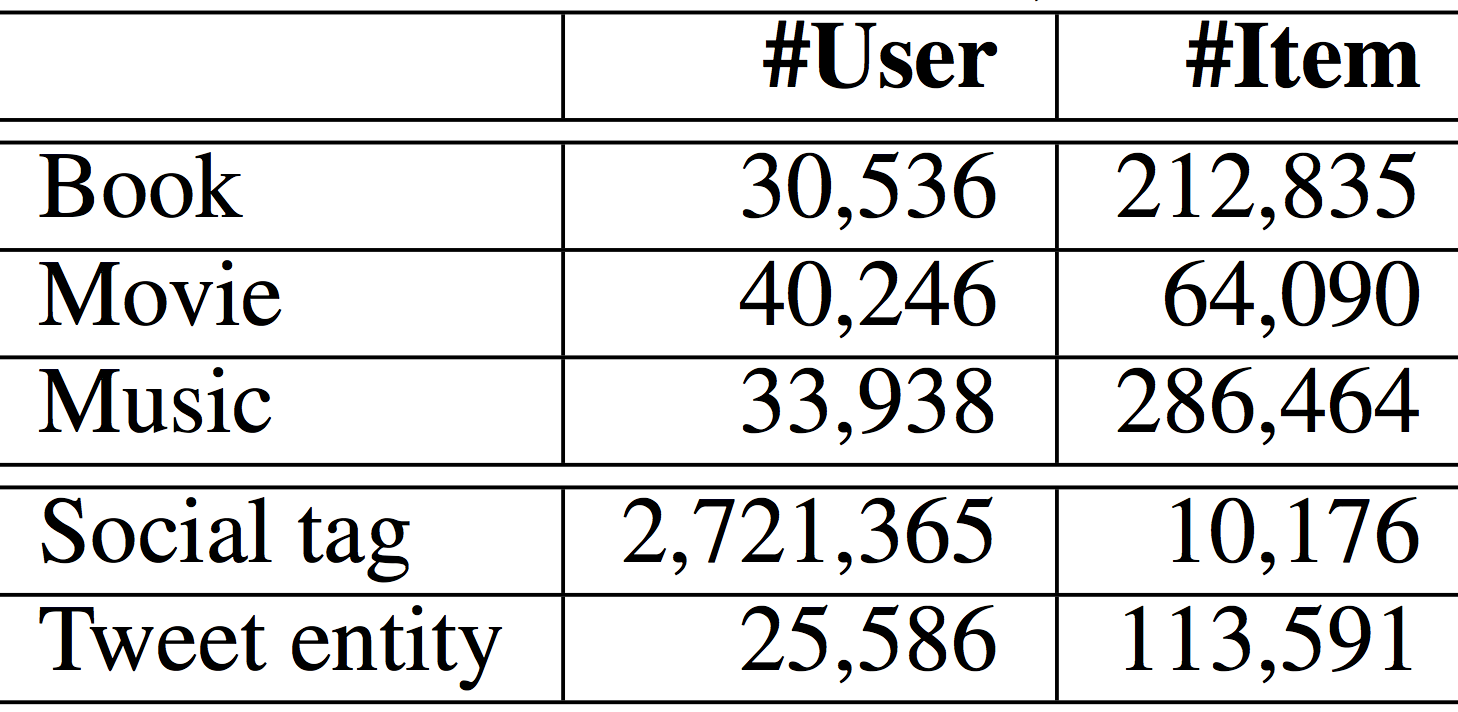 #User #Item
Book 30,536 212,835
Movie 40,246 64,090
Music 33,938 286,464
Social tag 2,721,365 10,176
Tweet entity 25,586 113,591